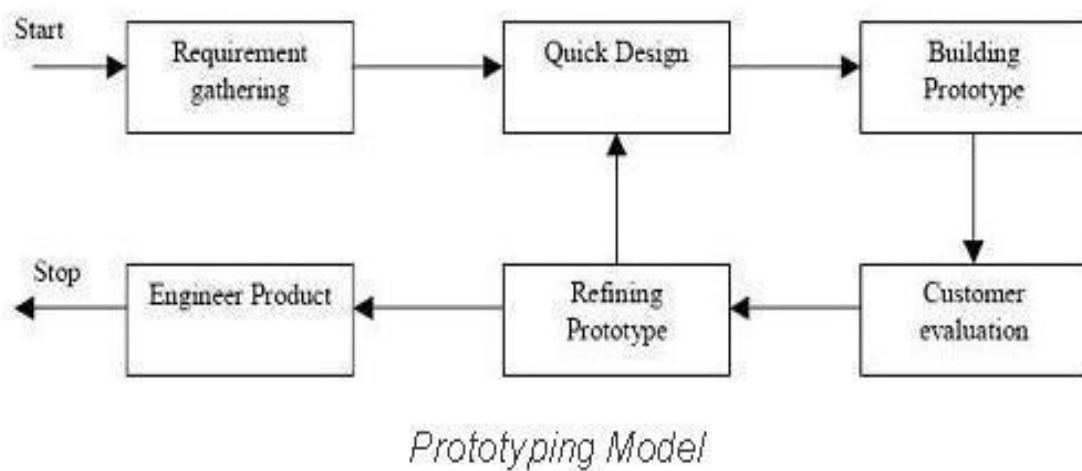 Start
Requirement
gathering
Quick Design
Building
Prototype
Stop
Engineer Product
Refining
Prototype
Customer
evaluation
Prototyping Model